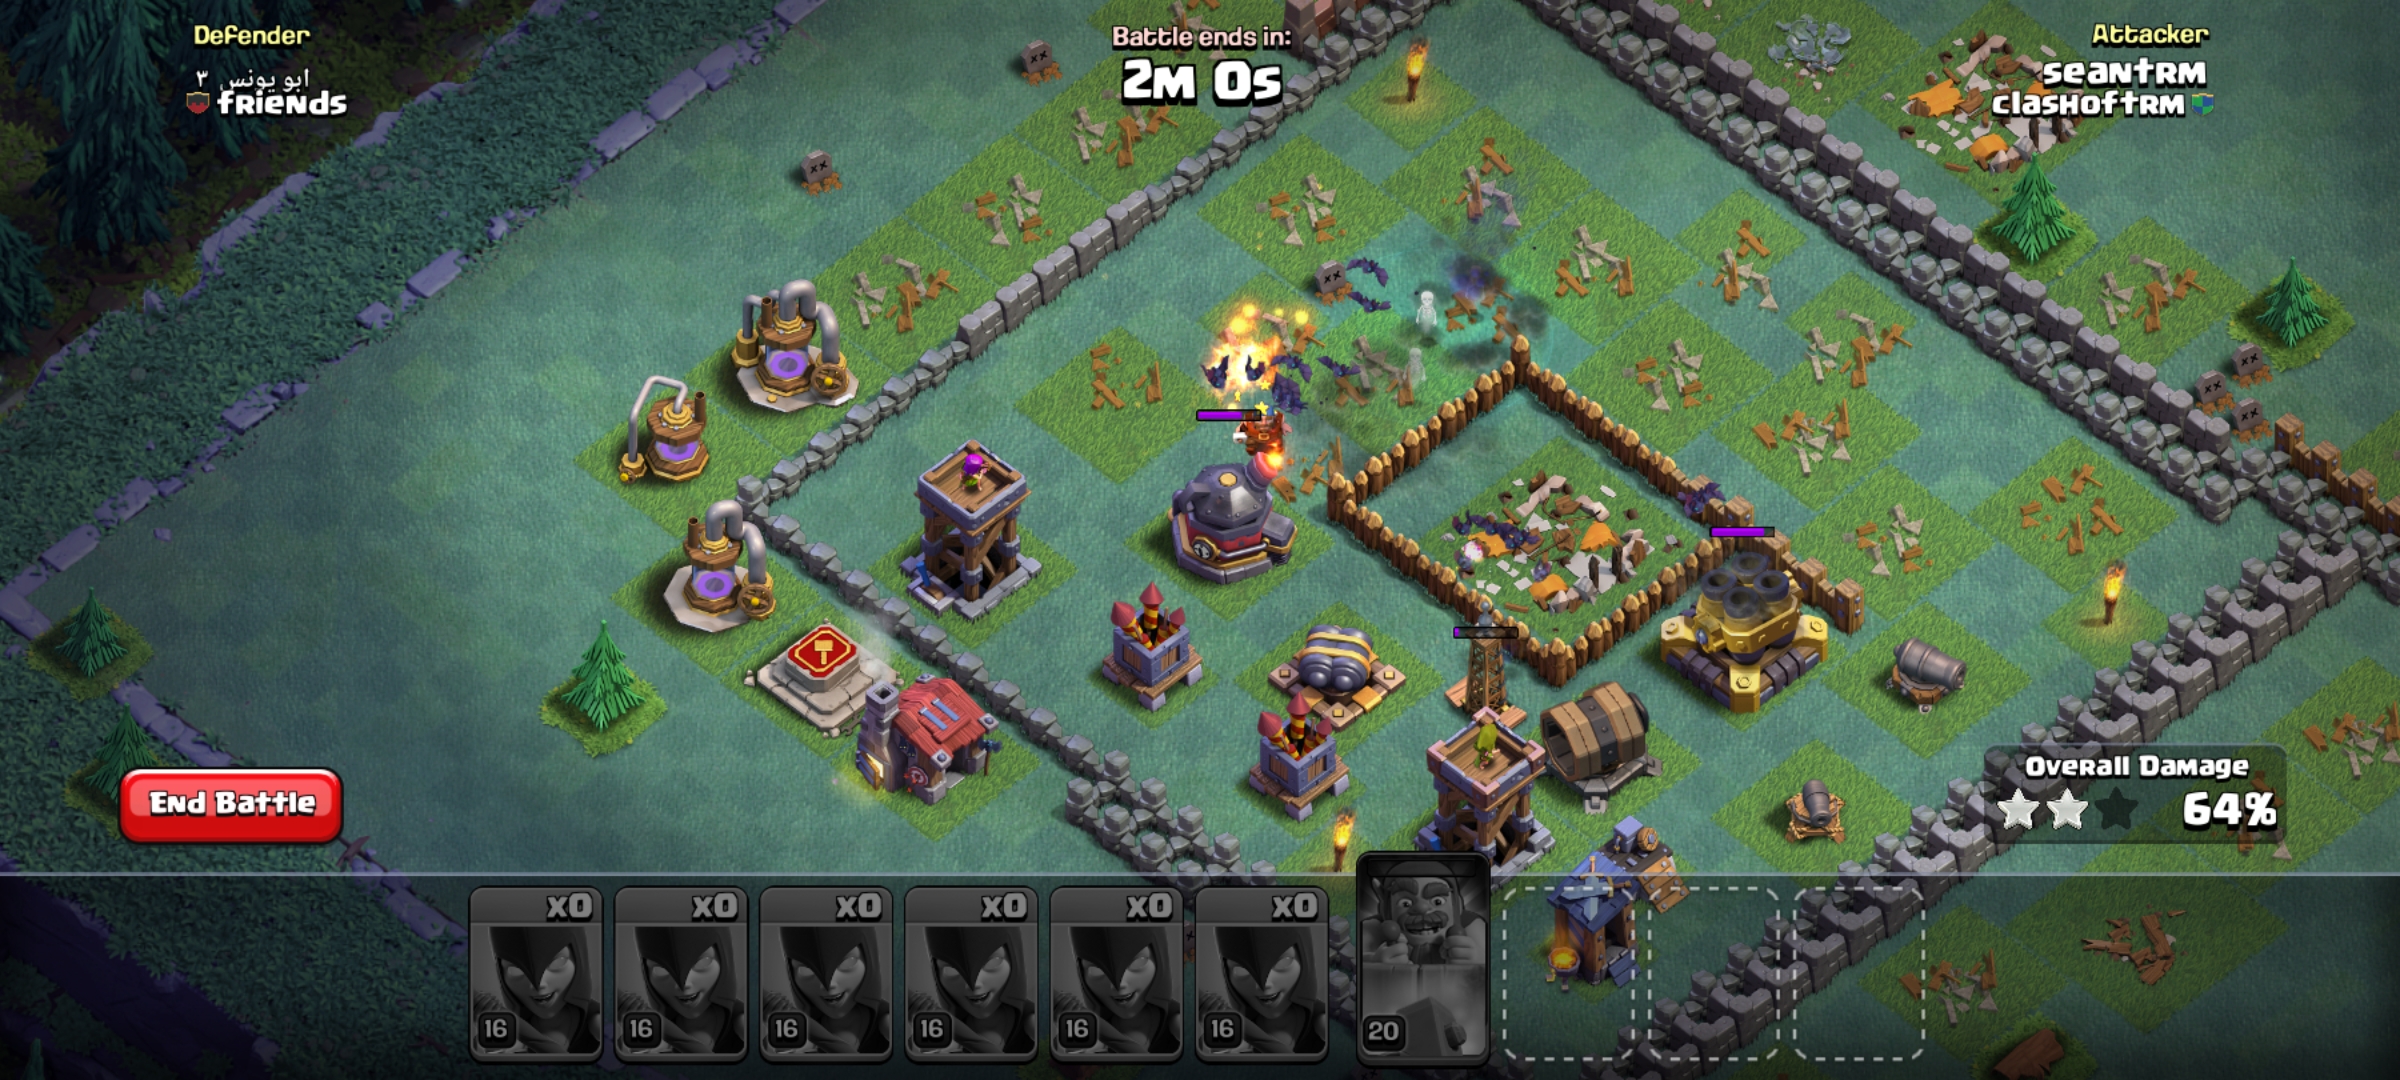 Defender
ابو يونس ٣
friends
Battle ends in:
2M 0s
Attacker
seantRM
clashoftRM
End Battle
Overall Damage
64%
x0
x0
x0
x0
x0
x0
16
16
16
16
16
16
20